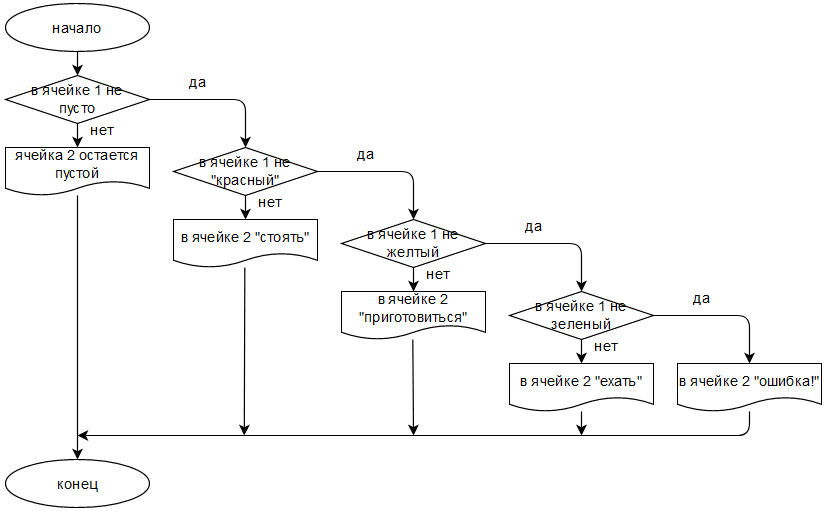 начало
в ячейке 1 не
пусто
да
нет
ячейка 2 остается
пустой
в ячейке 1 не
"красный"
да
нет
в ячейке 2 "стоять"
в ячейке 1 не
желтый
да
нет
в ячейке 2
"приготовиться"
в ячейке 1 не
зеленый
да
нет
в ячейке 2 "ехать"
в ячейке 2 "ошибка!"
конец